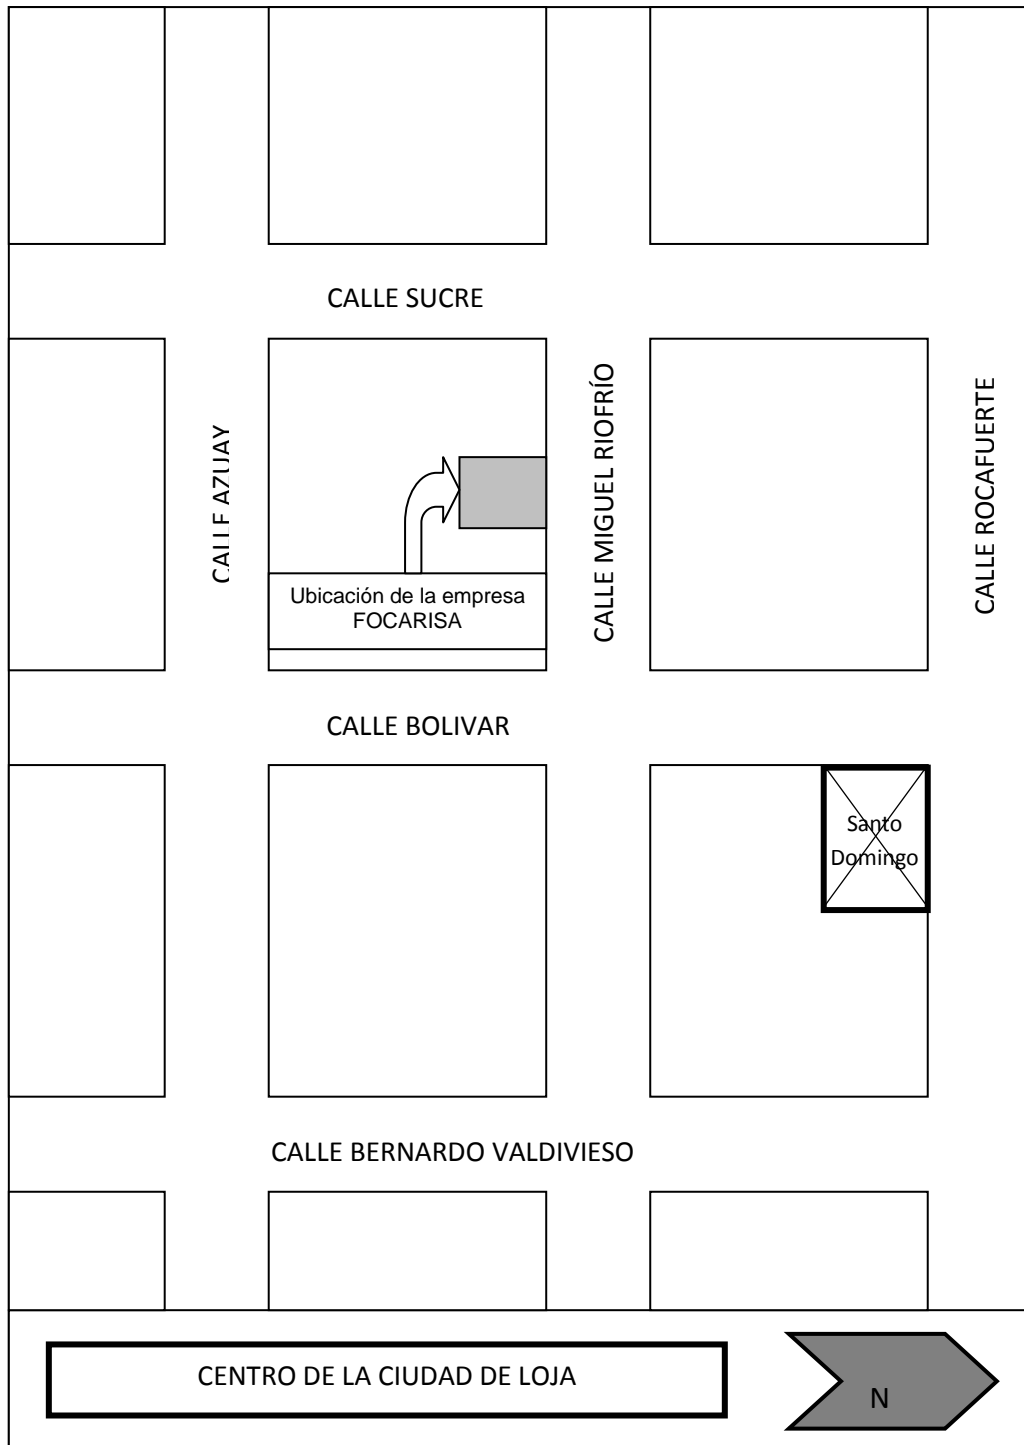 CALLE SUCRE
CALLE AZUAY
CALLE MIGUEL RIOFRÍO
CALLE ROCAFUERTE
Ubicación de la empresa
FOCARISA
CALLE BOLIVAR
Santo
Domingo
CALLE BERNARDO VALDIVIESO
CENTRO DE LA CIUDAD DE LOJA
N